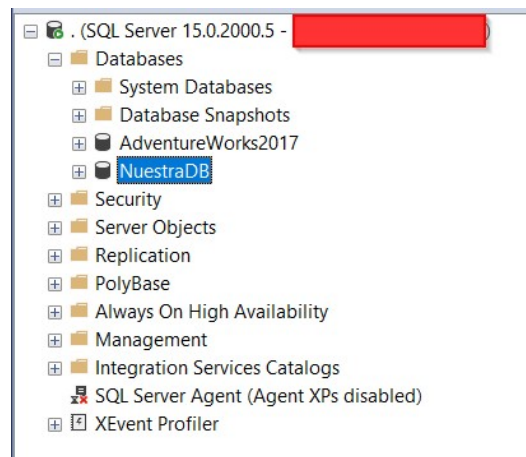 . (SQL Server 15.0.2000.5 - )
Databases
System Databases
Database Snapshots
AdventureWorks2017
NuestraDB
Security
Server Objects
Replication
PolyBase
Always On High Availability
Management
Integration Services Catalogs
SQL Server Agent (Agent XPs disabled)
XEvent Profiler